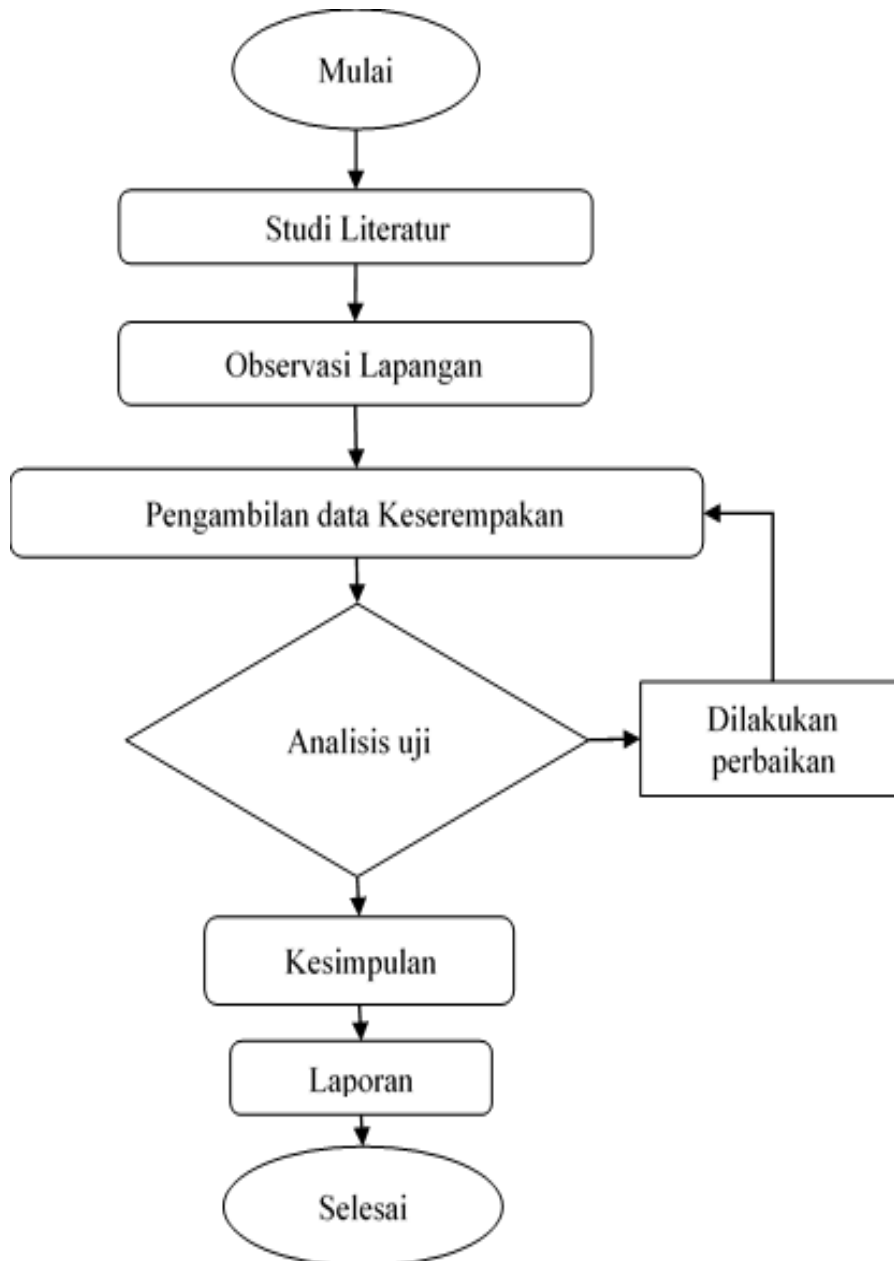 Mulai
Studi Literatur
Observasi Lapangan
Pengambilan data Keserempakan
Analisis uji
Dilakukan
perbaikan
Kesimpulan
Laporan
Selesai